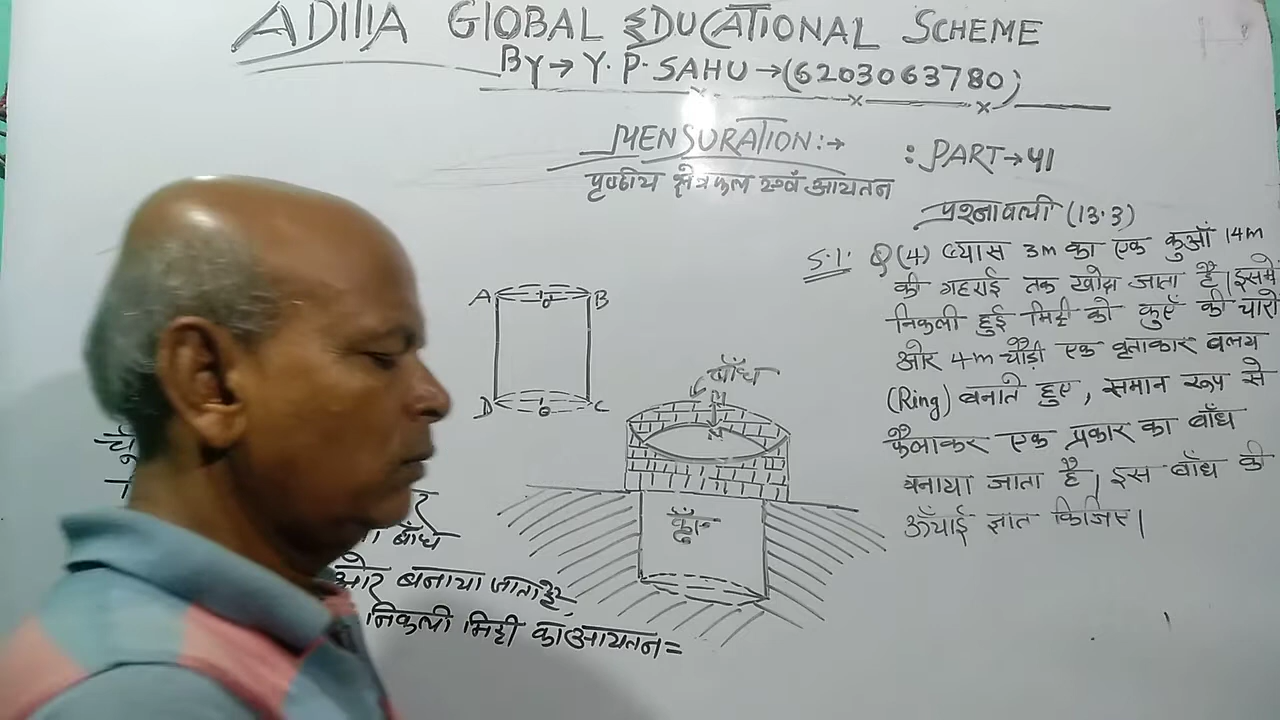 ADITIA GLOBAL EDUCATIONAL SCHEME
BY→ Y. P. SAHU →(6203063780)
MENSURATION :→
: PART→41
पृष्ठीय क्षेत्रफल एवं आयतन
प्रश्नावली (13.3)
S.1. Q (4) व्यास 3m का एक कुआँ 14m
की गहराई तक खोदा जाता है। इससे
निकली हुई मिट्टी को कुएँ की चारो
ओर 4m चौड़ी एक वृताकार वलय
(Ring) बनाते हुए, समान रूप से
फैलाकर एक प्रकार का बाँध
बनाया जाता है। इस बाँध की
ऊँचाई ज्ञात किजिए।
A B
D C
बाँध
M
N
कुँआ
बाँध
ओर बनाया जाता है,
निकली मिट्टी का आयतन=